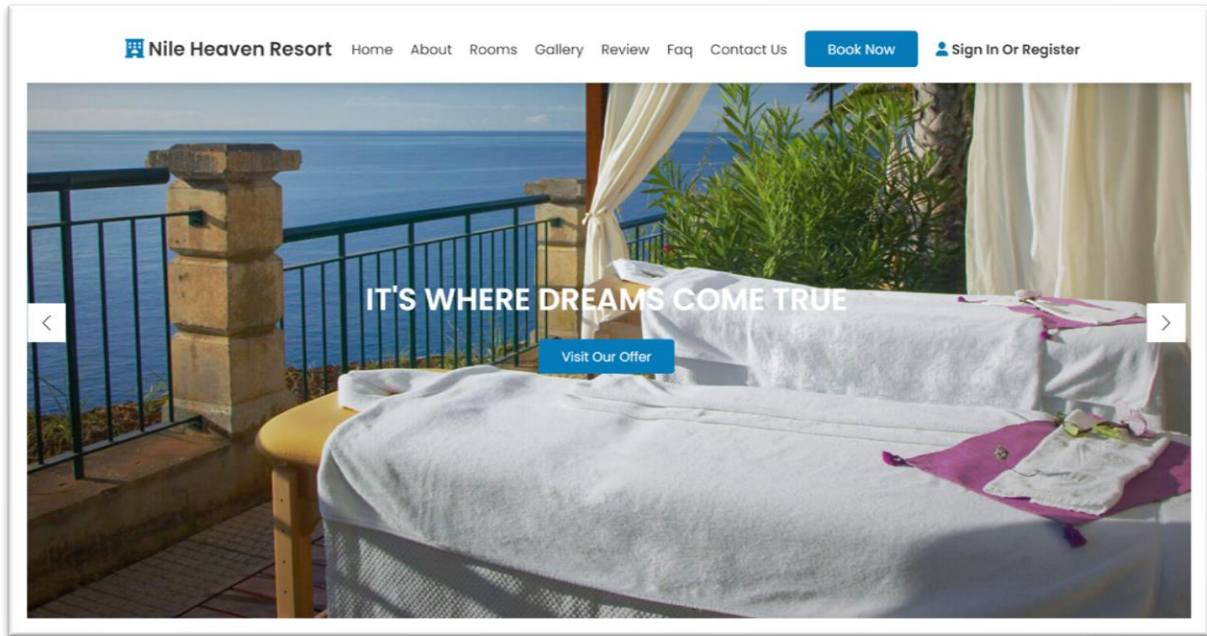 Nile Heaven Resort Home About Rooms Gallery Review Faq Contact Us Book Now Sign In Or Register
IT'S WHERE DREAMS COME TRUE
Visit Our Offer